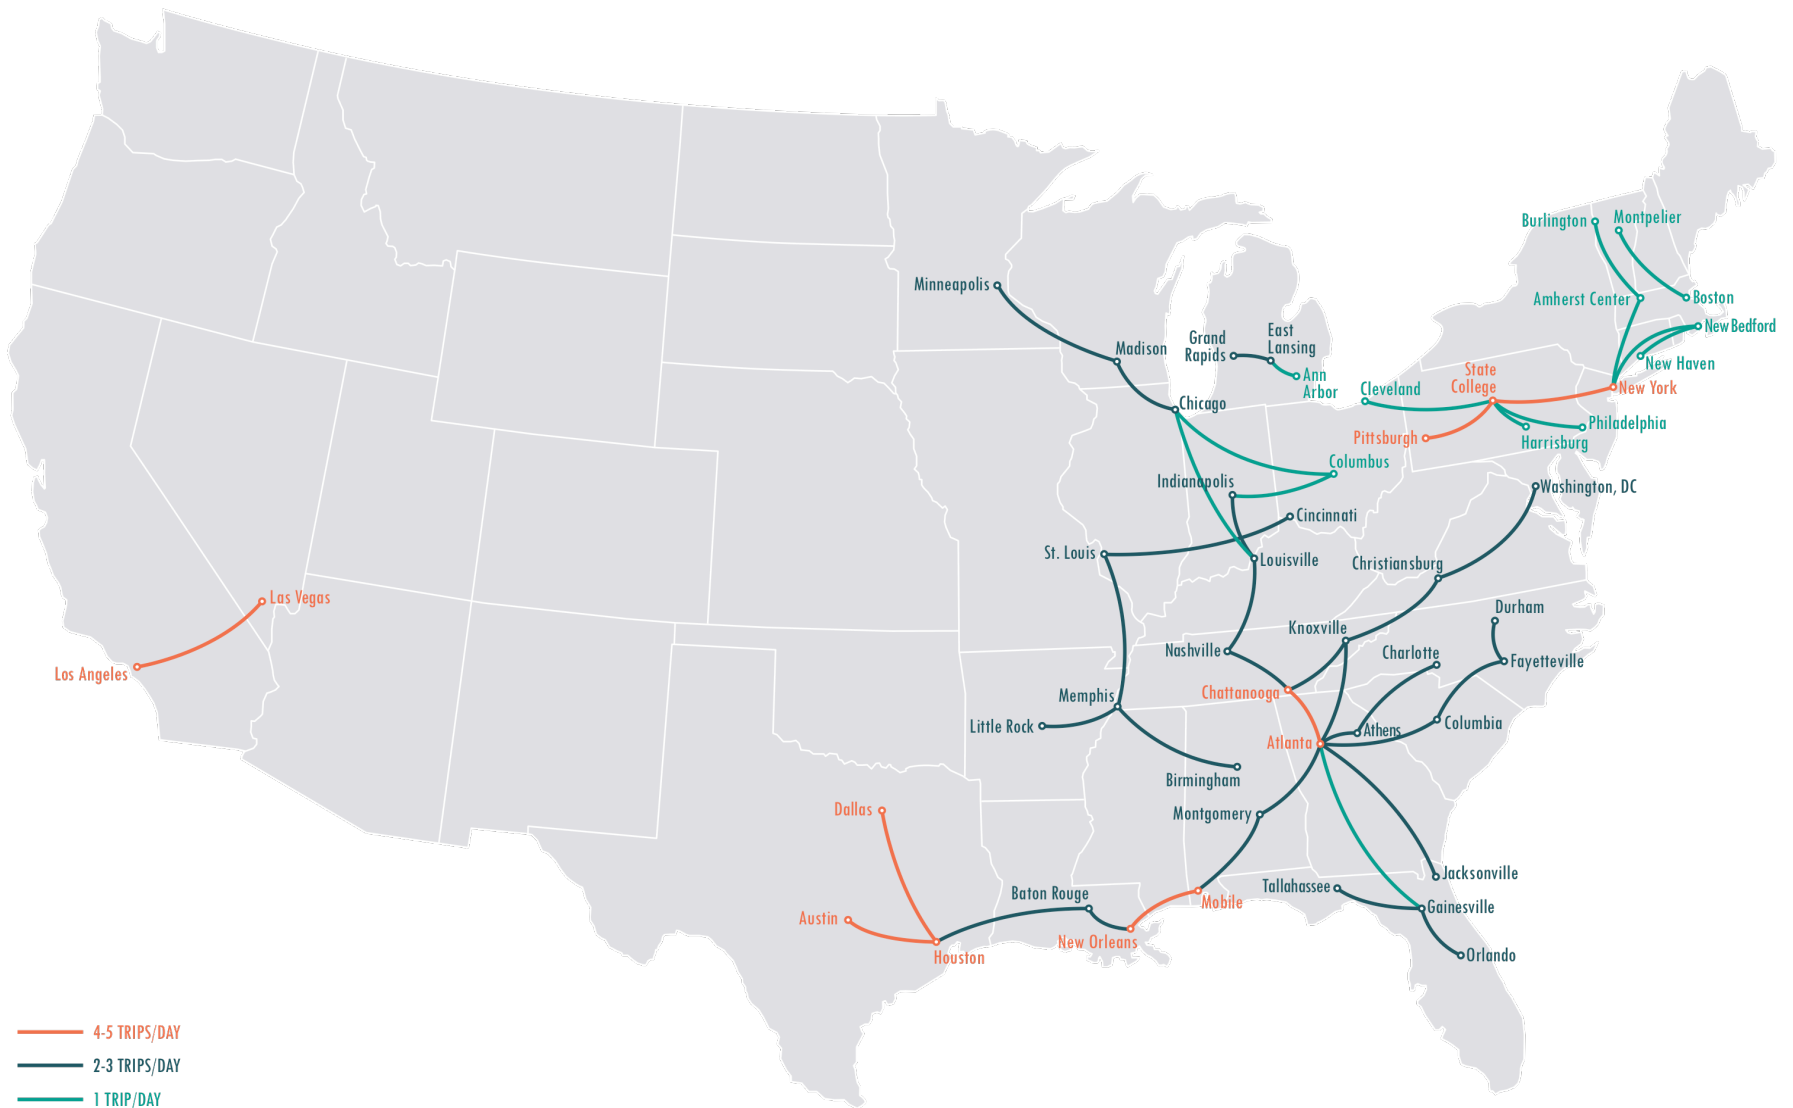 Burlington
Montpelier
Amherst Center
Boston
New Bedford
New Haven
New York
State
College
Cleveland
Pittsburgh
Harrisburg
Philadelphia
Minneapolis
Madison
Grand
Rapids
East
Lansing
Ann
Arbor
Chicago
Columbus
Indianapolis
Cincinnati
Washington, DC
St. Louis
Louisville
Christiansburg
Las Vegas
Los Angeles
Durham
Knoxville
Nashville
Charlotte
Fayetteville
Chattanooga
Memphis
Little Rock
Columbia
Athens
Atlanta
Birmingham
Dallas
Montgomery
Jacksonville
Tallahassee
Baton Rouge
Mobile
Gainesville
Austin
New Orleans
Houston
Orlando
4-5 TRIPS/DAY
2-3 TRIPS/DAY
1 TRIP/DAY